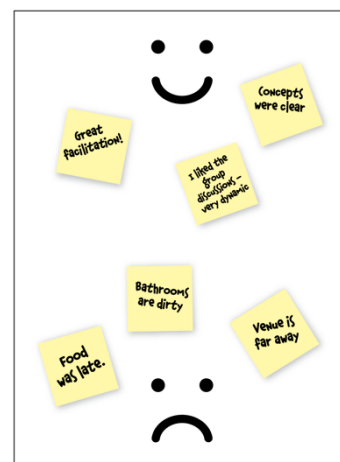 Great
facilitation!
Concepts
were clear
I liked the
group
discussions –
very dynamic
Bathrooms
are dirty
Food
was late.
Venue is
far away